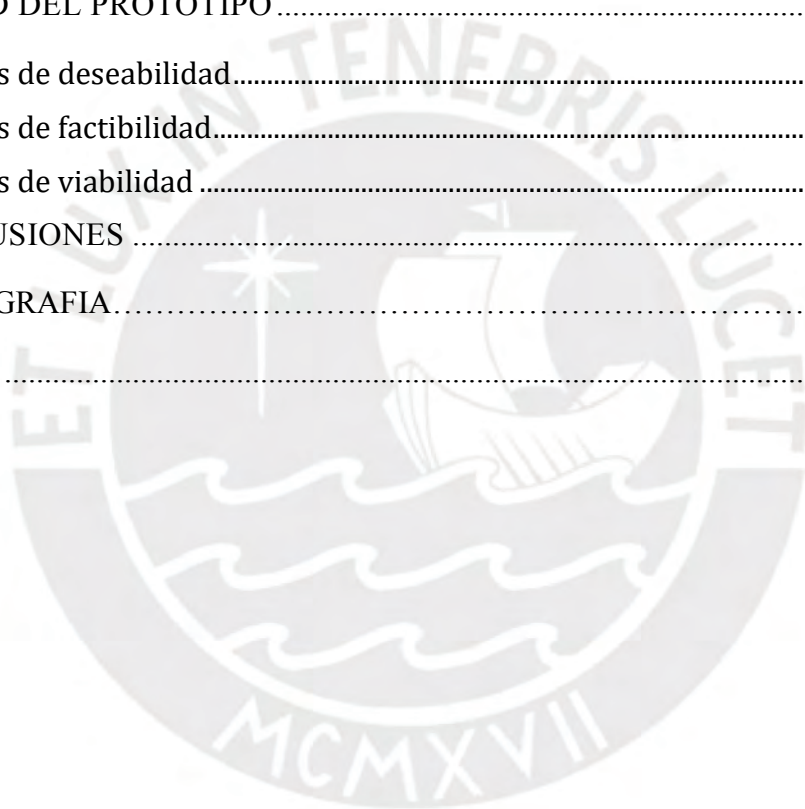 O DEL PROTOTIPO................................................................................
s de deseabilidad................................................................................
s de factibilidad................................................................................
s de viabilidad ................................................................................
USIONES ................................................................................
GRAFIA................................................................................
................................................................................
ET LUX IN TENEBRIS LUCET
MCMXVII